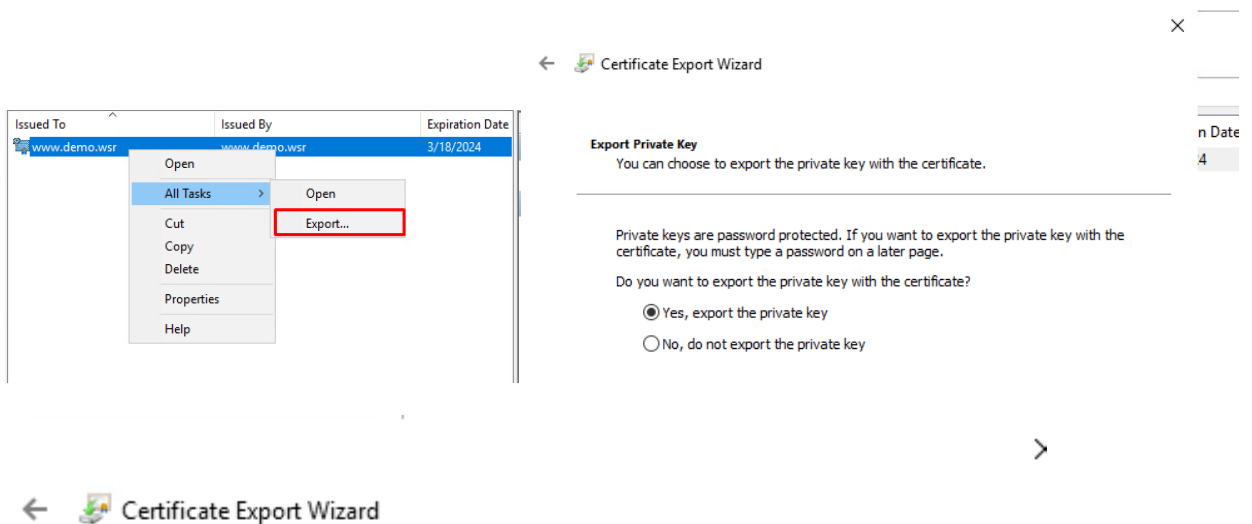 Certificate Export Wizard
Issued To Issued By Expiration Date
www.demo.wsr www.demo.wsr 3/18/2024
Open
All Tasks Open
Cut Export...
Copy
Delete
Properties
Help
Export Private Key
You can choose to export the private key with the certificate.
Private keys are password protected. If you want to export the private key with the
certificate, you must type a password on a later page.
Do you want to export the private key with the certificate?
Yes, export the private key
No, do not export the private key
n Date
4
Certificate Export Wizard